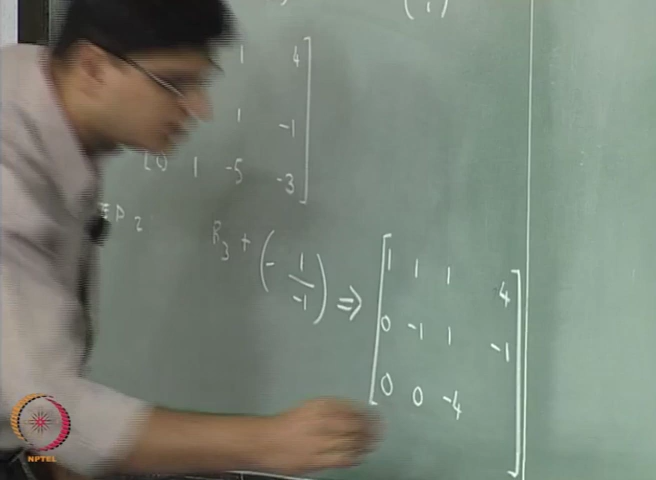 (1)
1 4
1 -1
[0 1 -5 -3
EP 2
R3 + (- 1/-1) ⇒
1 1 1 4
0 -1 1 -1
0 0 -4
NPTEL